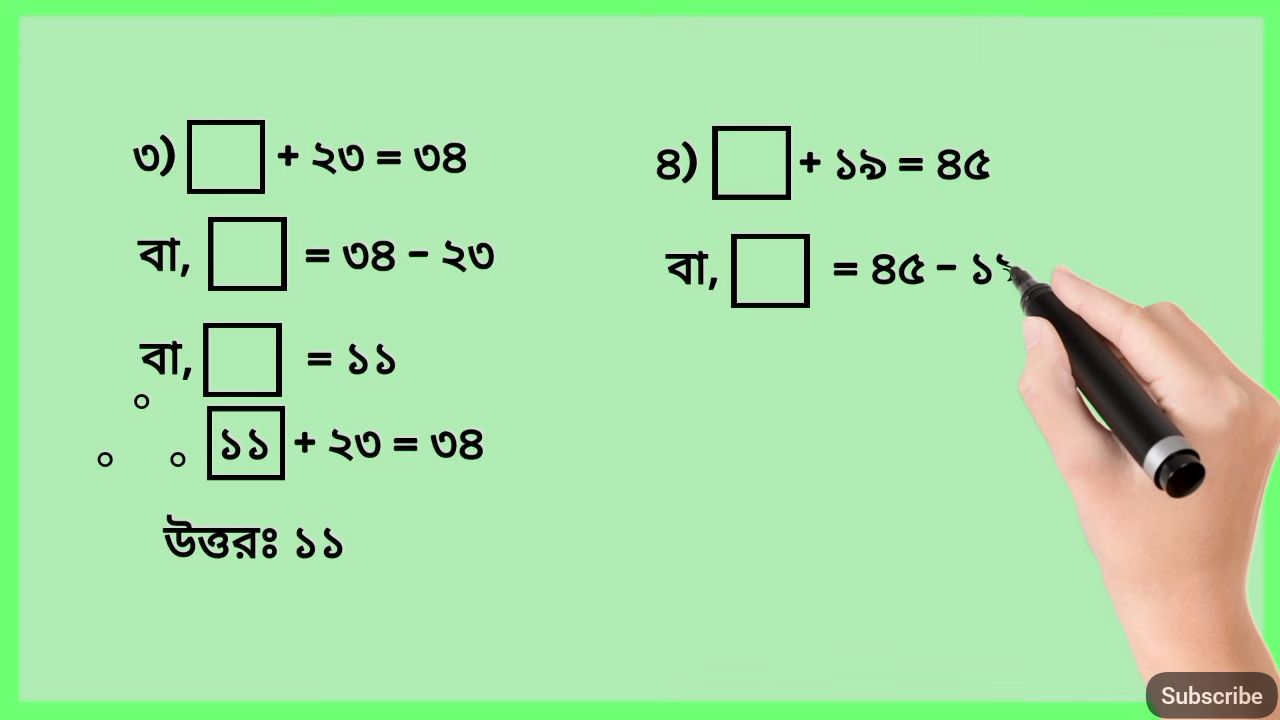 ৩) □ + ২৩ = ৩৪
বা, □ = ৩৪ - ২৩
বা, □ = ১১
∴ ১১ + ২৩ = ৩৪
উত্তরঃ ১১
৪) □ + ১৯ = ৪৫
বা, □ = ৪৫ - ১
Subscribe